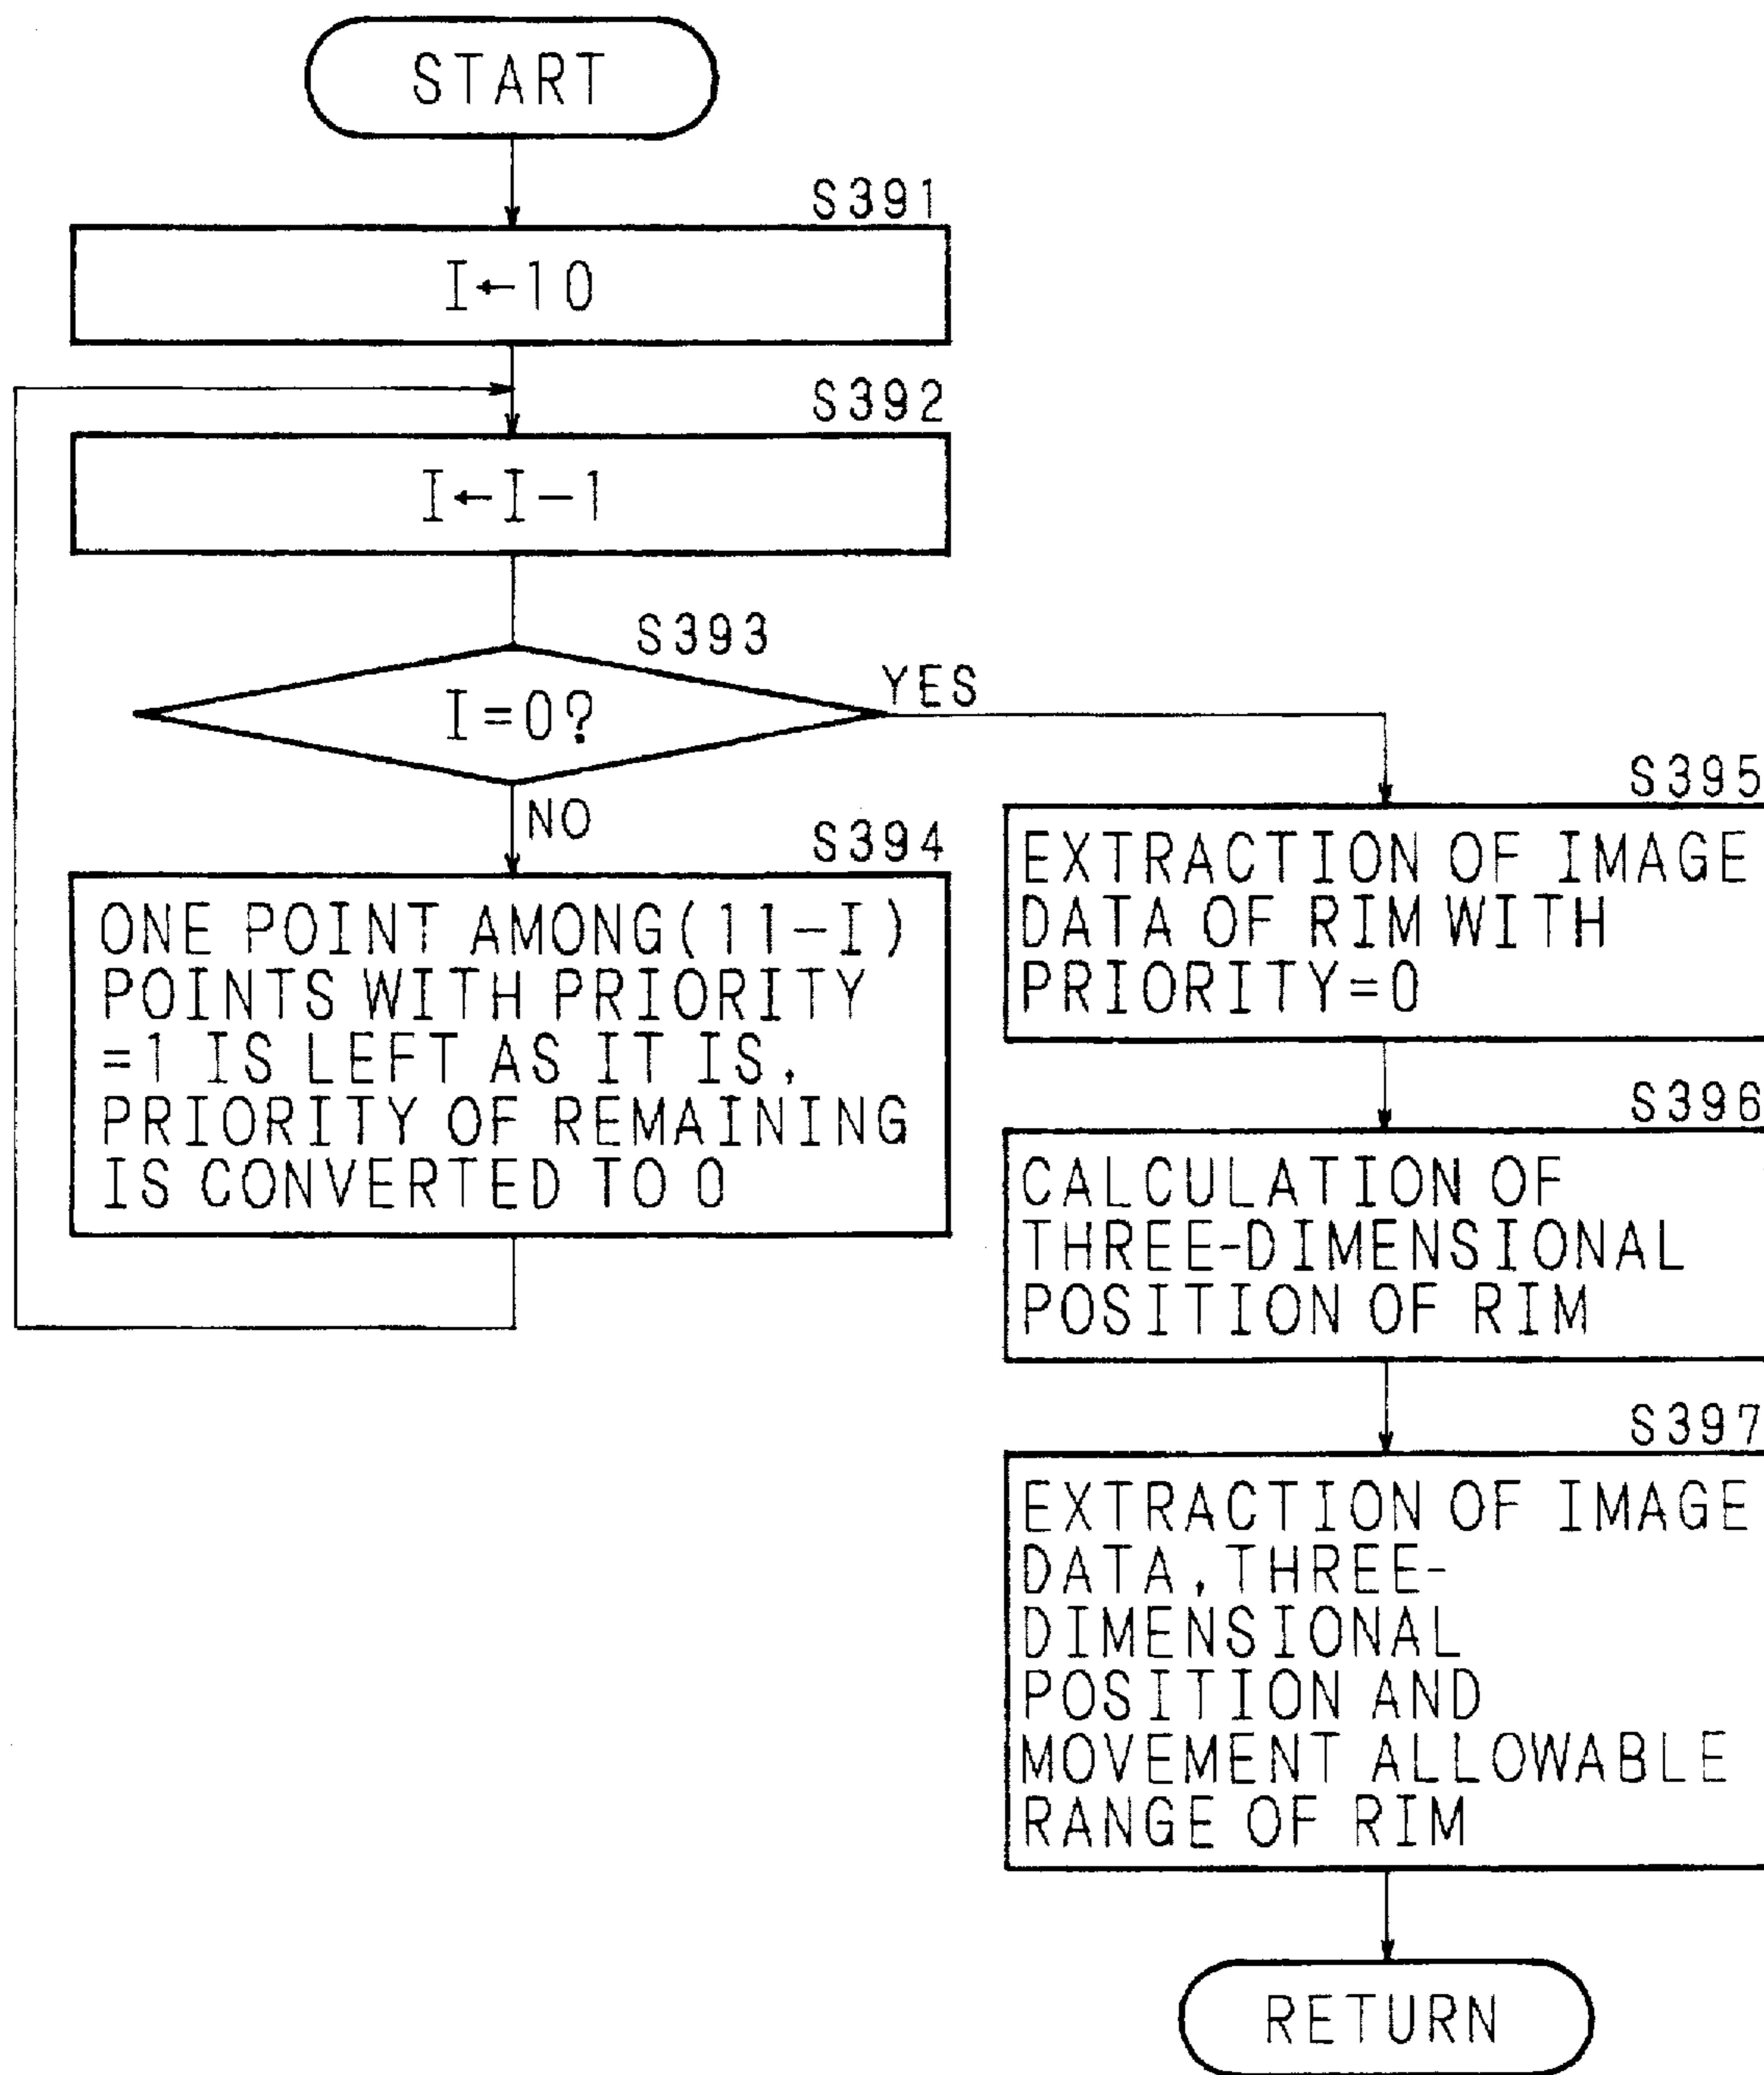 START
S391
I←10
S392
I←I-1
S393
I=0?
YES
NO
S394
ONE POINT AMONG(11-I)
POINTS WITH PRIORITY
=1 IS LEFT AS IT IS,
PRIORITY OF REMAINING
IS CONVERTED TO 0
S395
EXTRACTION OF IMAGE
DATA OF RIM WITH
PRIORITY=0
S396
CALCULATION OF
THREE-DIMENSIONAL
POSITION OF RIM
S397
EXTRACTION OF IMAGE
DATA, THREE-
DIMENSIONAL
POSITION AND
MOVEMENT ALLOWABLE
RANGE OF RIM
RETURN